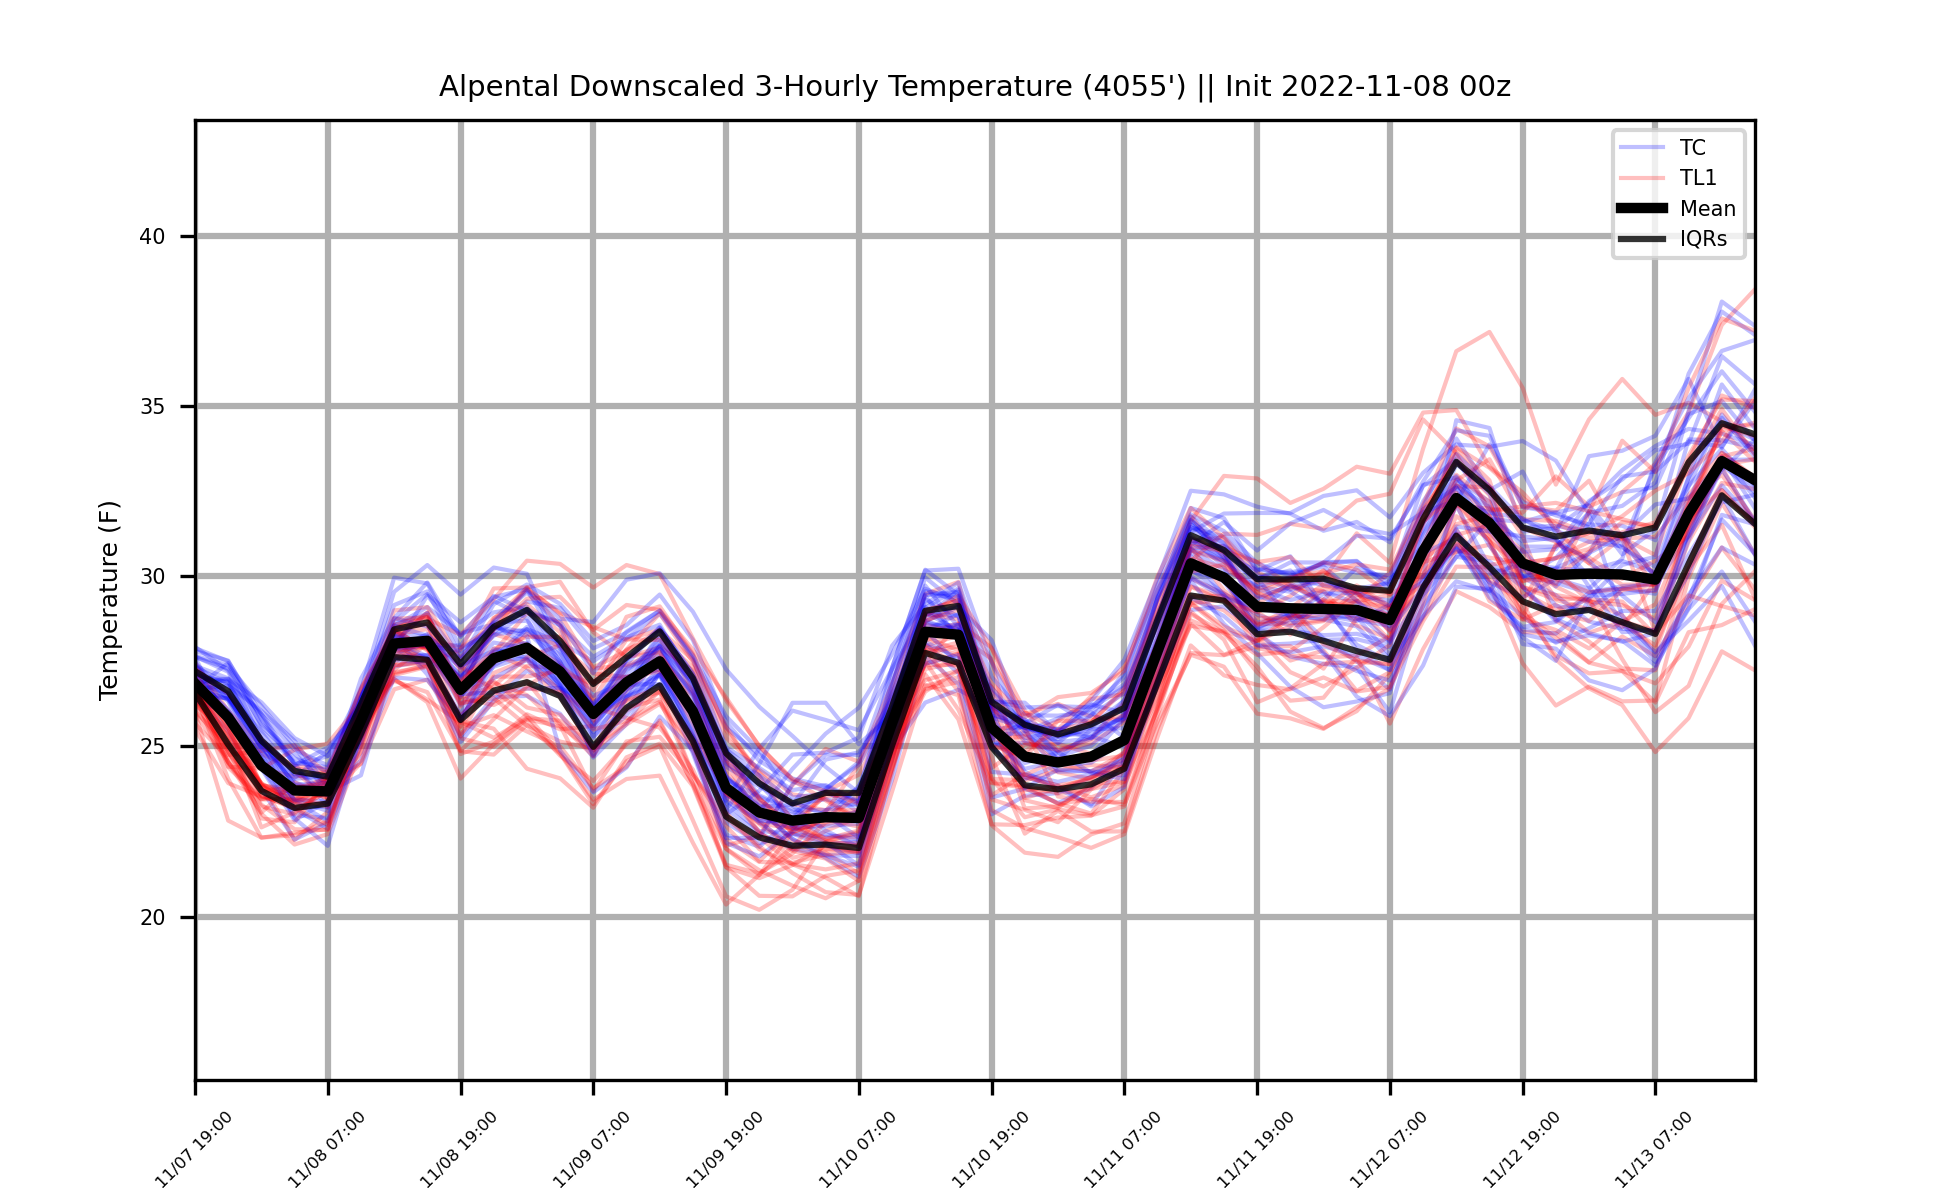 Alpental Downscaled 3-Hourly Temperature (4055') || Init 2022-11-08 00z
TC
TL1
Mean
IQRs
Temperature (F)
40
35
30
25
20
11/07 19:00
11/08 07:00
11/08 19:00
11/09 07:00
11/09 19:00
11/10 07:00
11/10 19:00
11/11 07:00
11/11 19:00
11/12 07:00
11/12 19:00
11/13 07:00